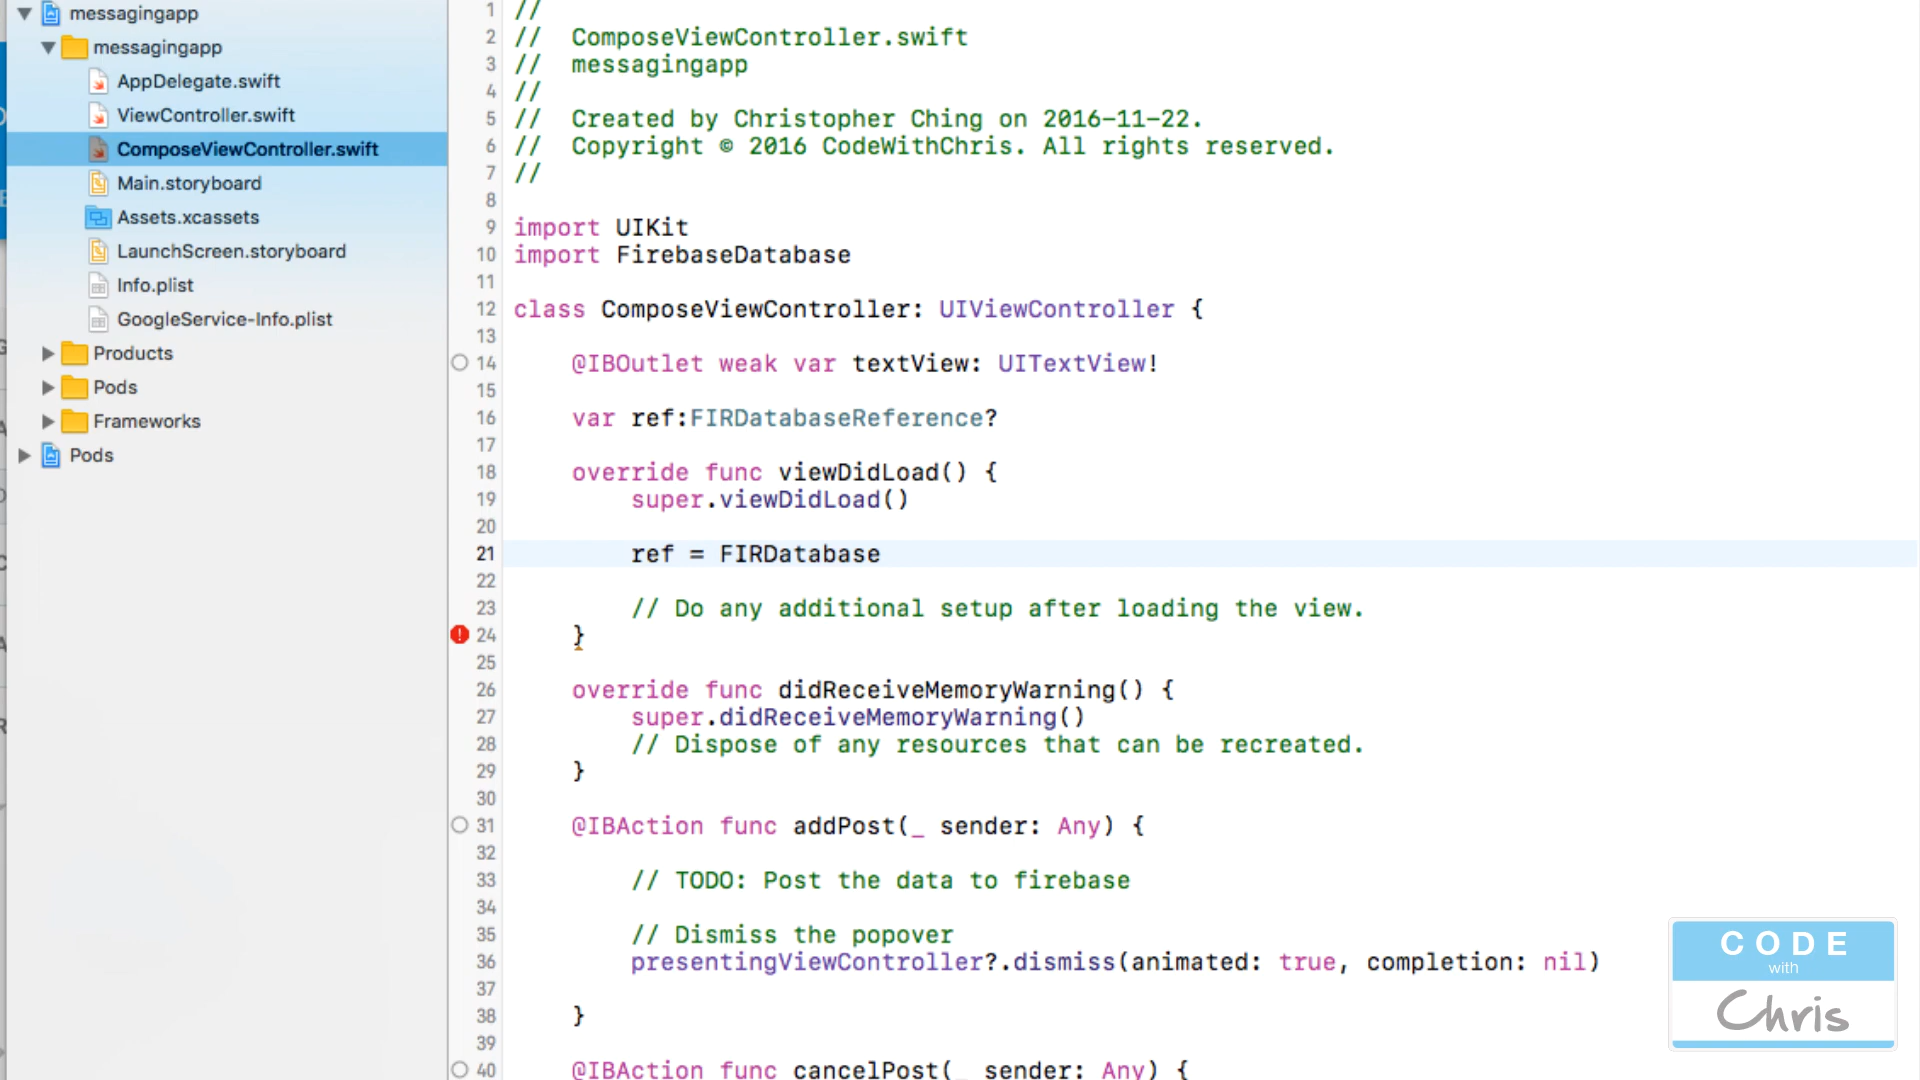 messagingapp
messagingapp
AppDelegate.swift
ViewController.swift
ComposeViewController.swift
Main.storyboard
Assets.xcassets
LaunchScreen.storyboard
Info.plist
GoogleService-Info.plist
Products
Pods
Frameworks
Pods
1 //
2 //  ComposeViewController.swift
3 //  messagingapp
4 //
5 //  Created by Christopher Ching on 2016-11-22.
6 //  Copyright © 2016 CodeWithChris. All rights reserved.
7 //
8
9 import UIKit
10 import FirebaseDatabase
11
12 class ComposeViewController: UIViewController {
13
14     @IBOutlet weak var textView: UITextView!
15
16     var ref:FIRDatabaseReference?
17
18     override func viewDidLoad() {
19         super.viewDidLoad()
20
21         ref = FIRDatabase
22
23         // Do any additional setup after loading the view.
24     }
25
26     override func didReceiveMemoryWarning() {
27         super.didReceiveMemoryWarning()
28         // Dispose of any resources that can be recreated.
29     }
30
31     @IBAction func addPost(_ sender: Any) {
32
33         // TODO: Post the data to firebase
34
35         // Dismiss the popover
36         presentingViewController?.dismiss(animated: true, completion: nil)
37
38     }
39
40     @IBAction func cancelPost(_ sender: Any) {
CODE
with
Chris